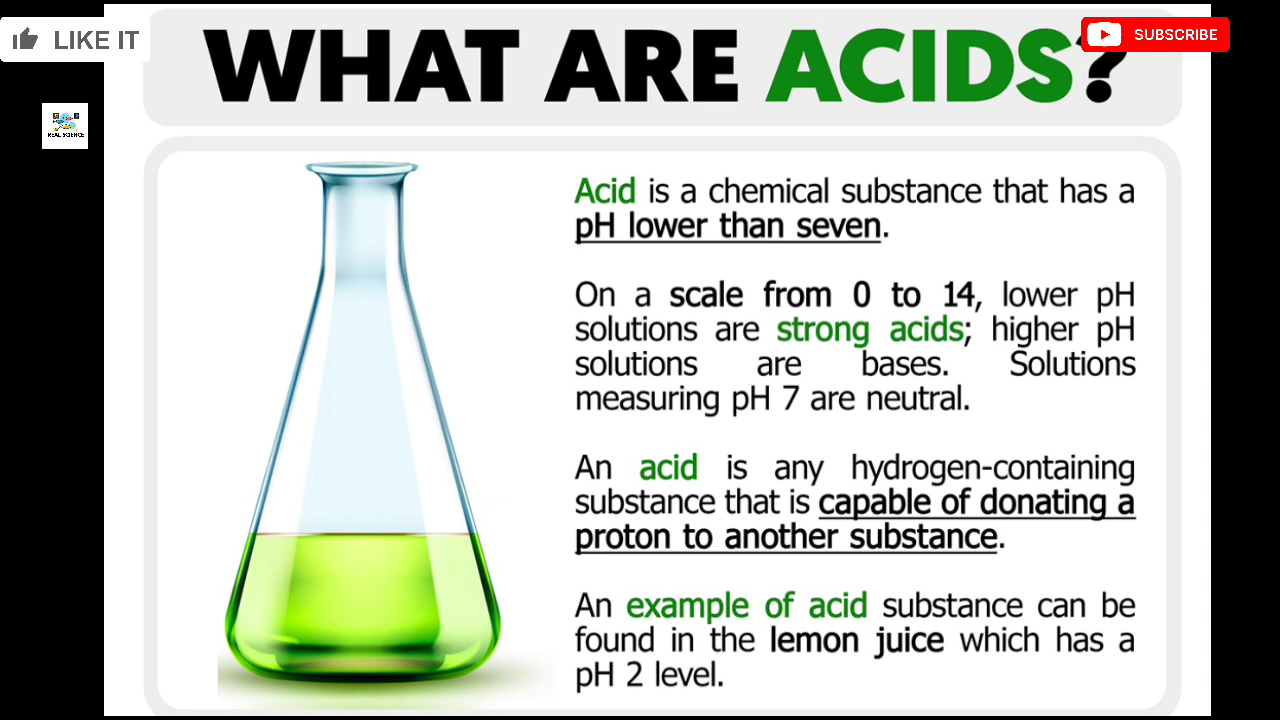 LIKE IT
WHAT ARE ACIDS?
SUBSCRIBE
REAL SCIENCE
Acid is a chemical substance that has a
pH lower than seven.
On a scale from 0 to 14, lower pH
solutions are strong acids; higher pH
solutions are bases. Solutions
measuring pH 7 are neutral.
An acid is any hydrogen-containing
substance that is capable of donating a
proton to another substance.
An example of acid substance can be
found in the lemon juice which has a
pH 2 level.